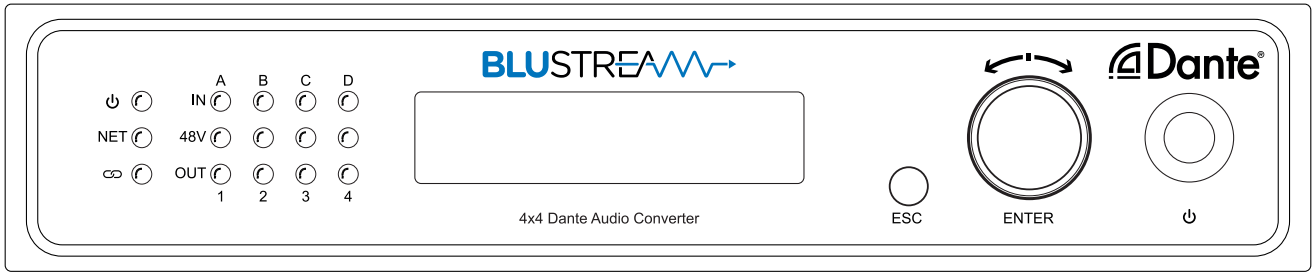 BLUSTREAM
Dante®
A B C D
IN
NET 48V
OUT
1 2 3 4
4x4 Dante Audio Converter
ESC
ENTER